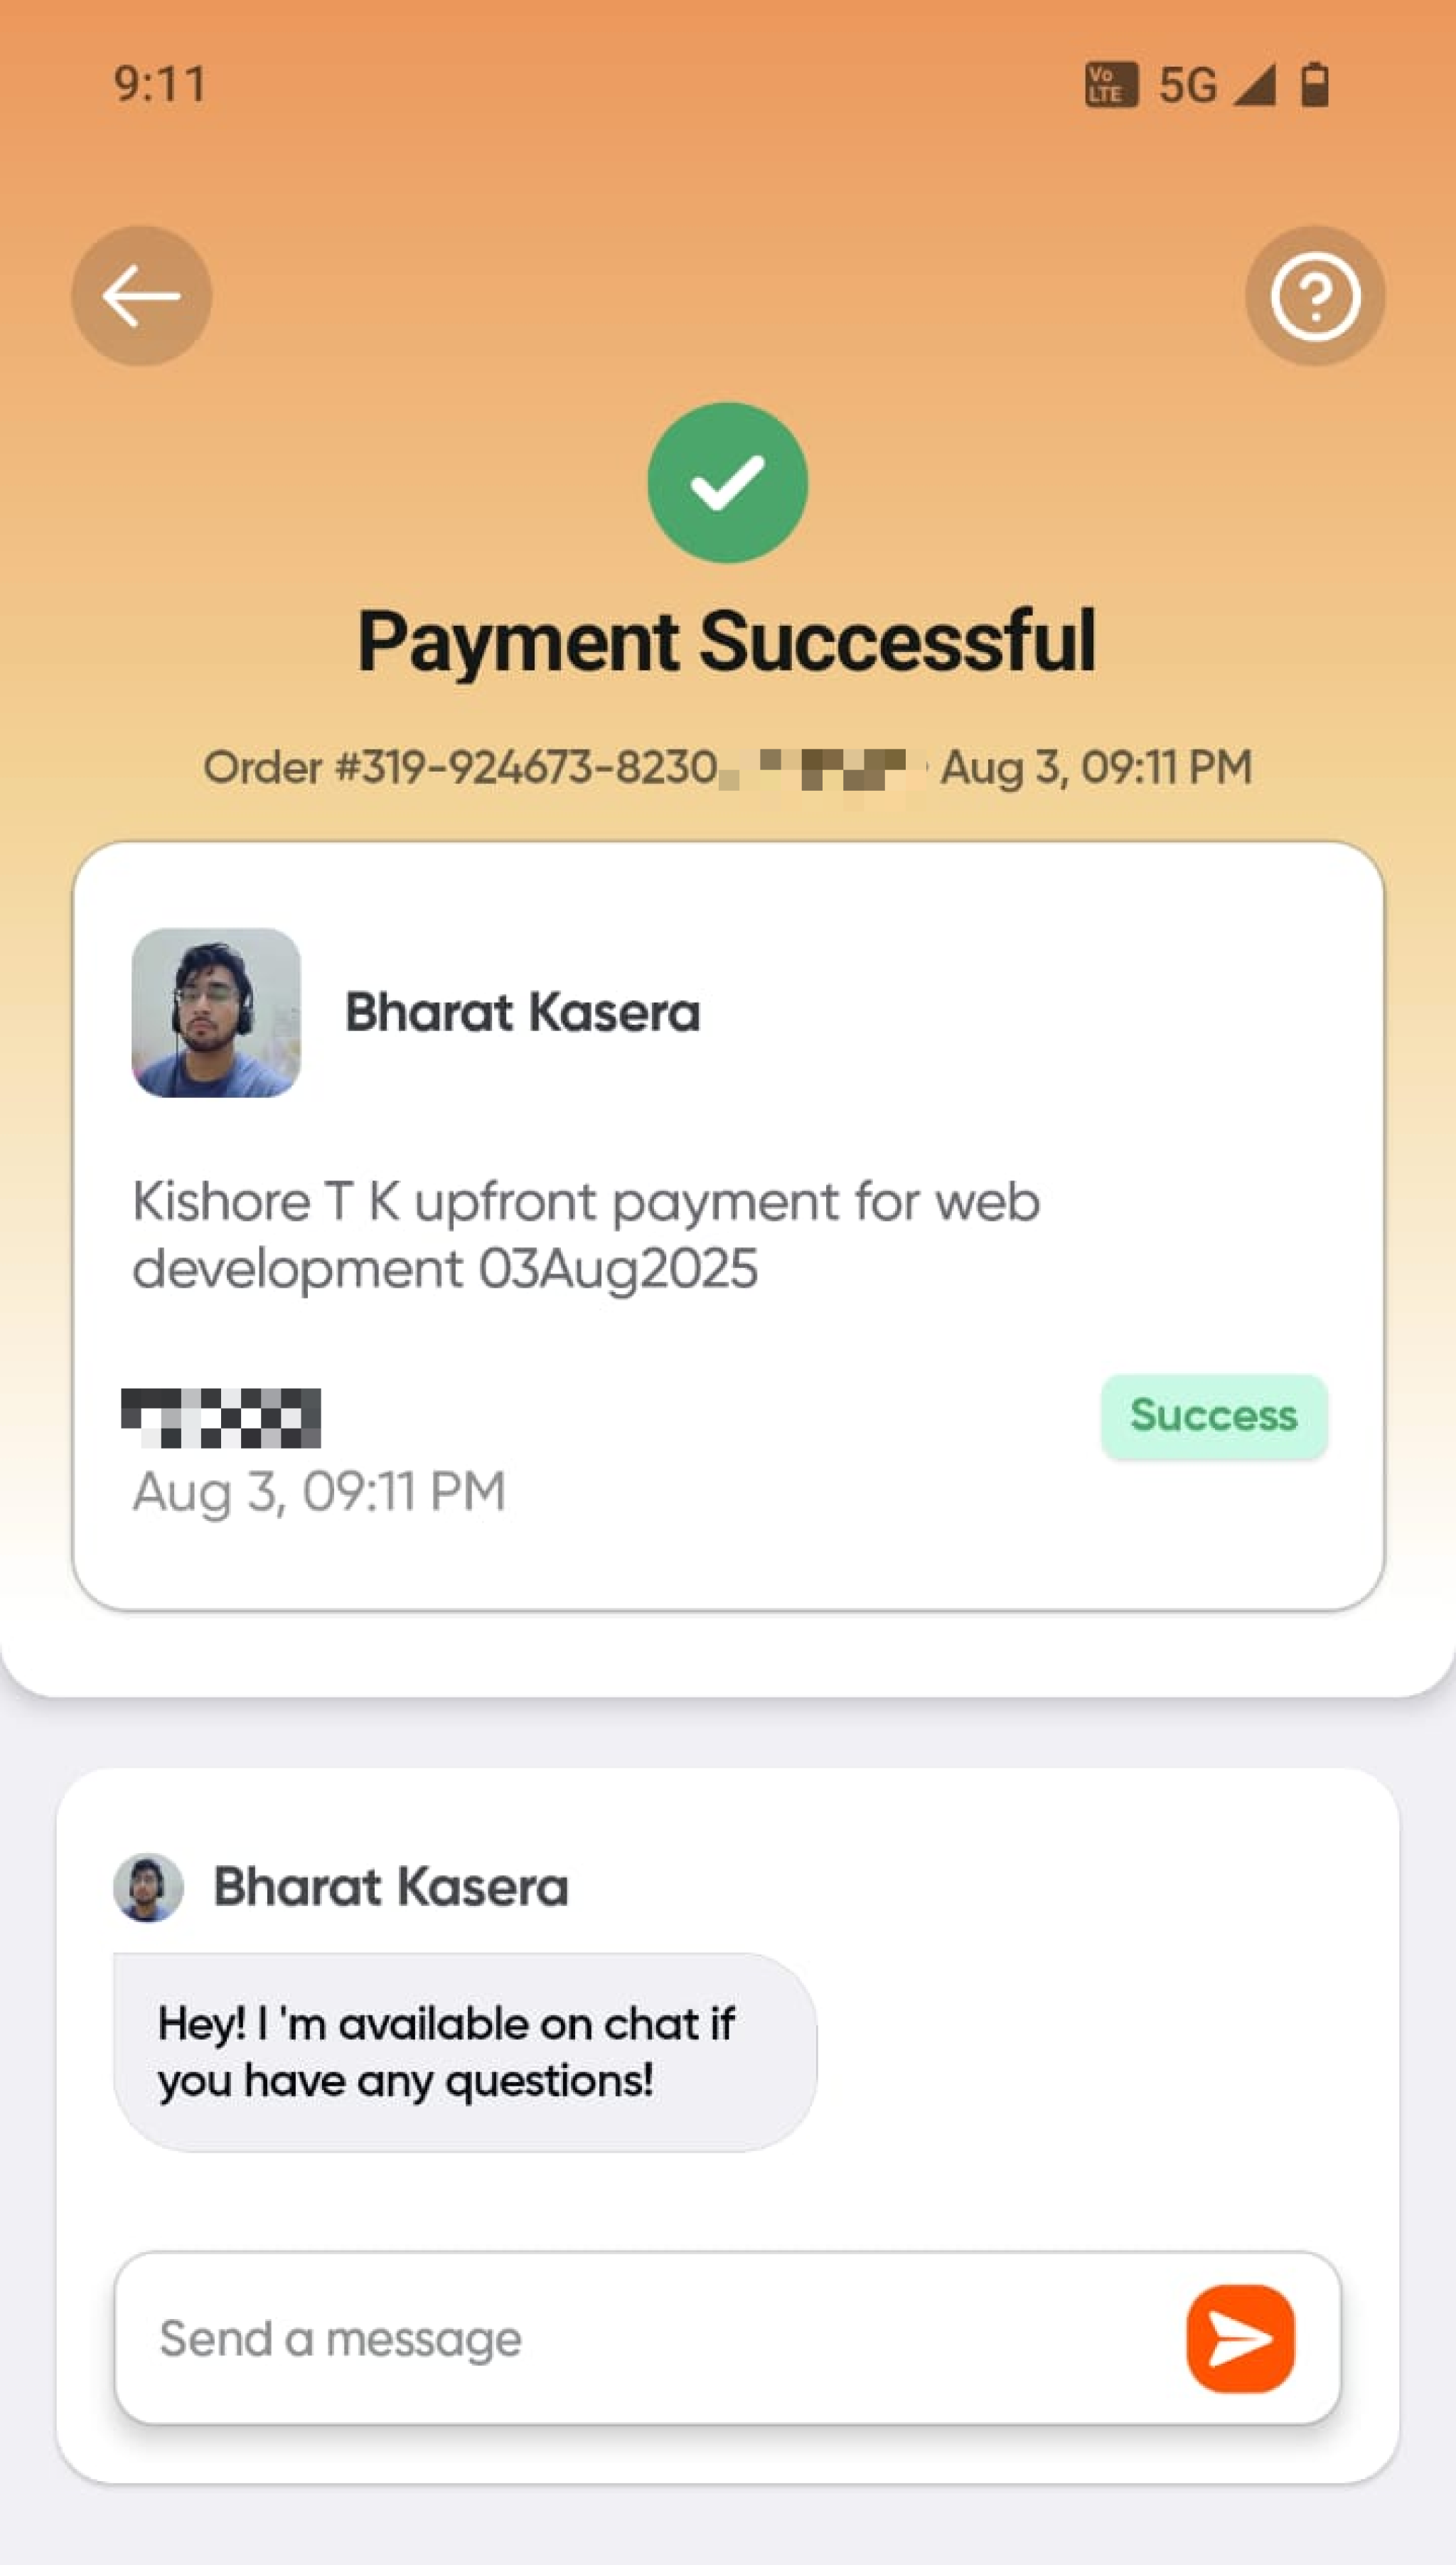 9:11
Vo
LTE
5G
Payment Successful
Order #319-924673-8230 Aug 3, 09:11 PM
Bharat Kasera
Kishore T K upfront payment for web
development 03Aug2025
Success
Aug 3, 09:11 PM
Bharat Kasera
Hey! I 'm available on chat if
you have any questions!
Send a message